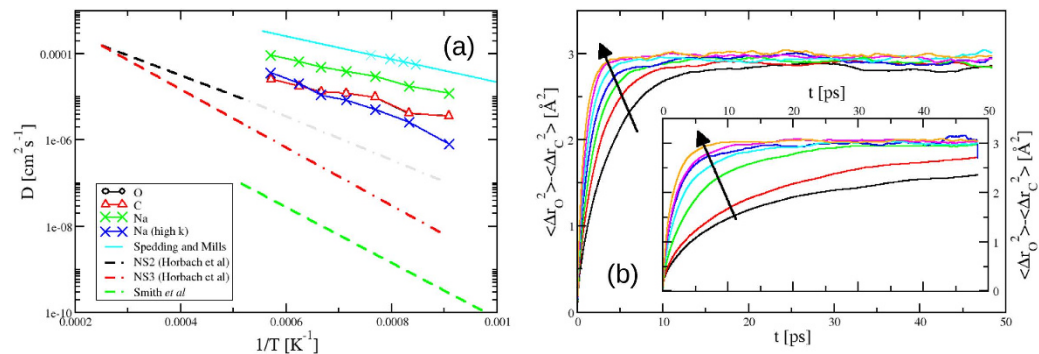 (a)
0.0001
1e-06
1e-08
1e-10
D [cm² s⁻¹]
O
C
Na
Na (high k)
Spedding and Mills
NS2 (Horbach et al)
NS3 (Horbach et al)
Smith et al
0.0002
0.0004
0.0006
0.0008
0.001
1/T [K⁻¹]
3
2
1
0
<Δr_O²>-<Δr_C²> [Å²]
t [ps]
0 10 20 30 40 50
3
2
1
0
<Δr_O²>-<Δr_C²> [Å²]
(b)
0 10 20 30 40 50
t [ps]